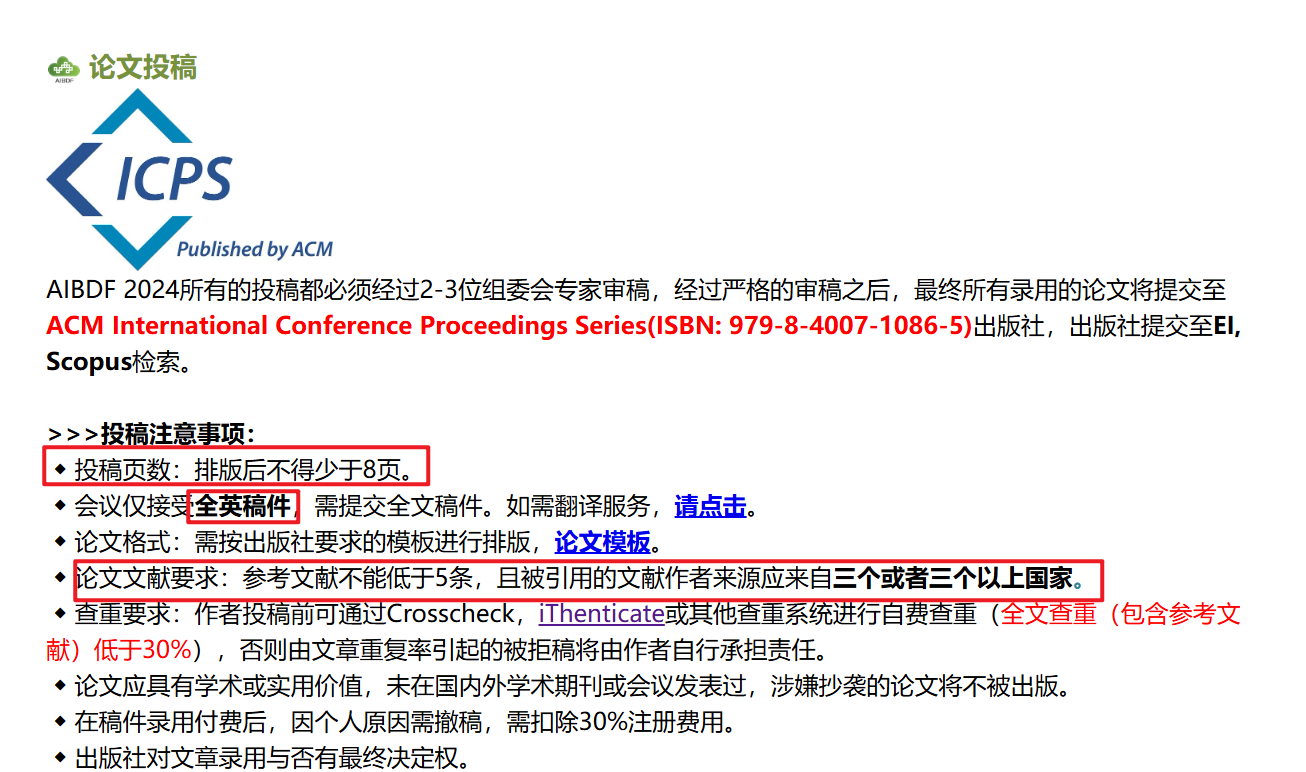 AIBDF
论文投稿
ICPS
Published by ACM
AIBDF 2024所有的投稿都必须经过2-3位组委会专家审稿，经过严格的审稿之后，最终所有录用的论文将提交至
ACM International Conference Proceedings Series(ISBN: 979-8-4007-1086-5)出版社，出版社提交至EI,
Scopus检索。
>>>投稿注意事项：
◆ 投稿页数：排版后不得少于8页。
◆ 会议仅接受全英稿件，需提交全文稿件。如需翻译服务，请点击。
◆ 论文格式：需按出版社要求的模板进行排版，论文模板。
◆ 论文文献要求：参考文献不能低于5条，且被引用的文献作者来源应来自三个或者三个以上国家。
◆ 查重要求：作者投稿前可通过Crosscheck，iThenticate或其他查重系统进行自费查重（全文查重（包含参考文
献）低于30%），否则由文章重复率引起的被拒稿将由作者自行承担责任。
◆ 论文应具有学术或实用价值，未在国内外学术期刊或会议发表过，涉嫌抄袭的论文将不被出版。
◆ 在稿件录用付费后，因个人原因需撤稿，需扣除30%注册费用。
◆ 出版社对文章录用与否有最终决定权。